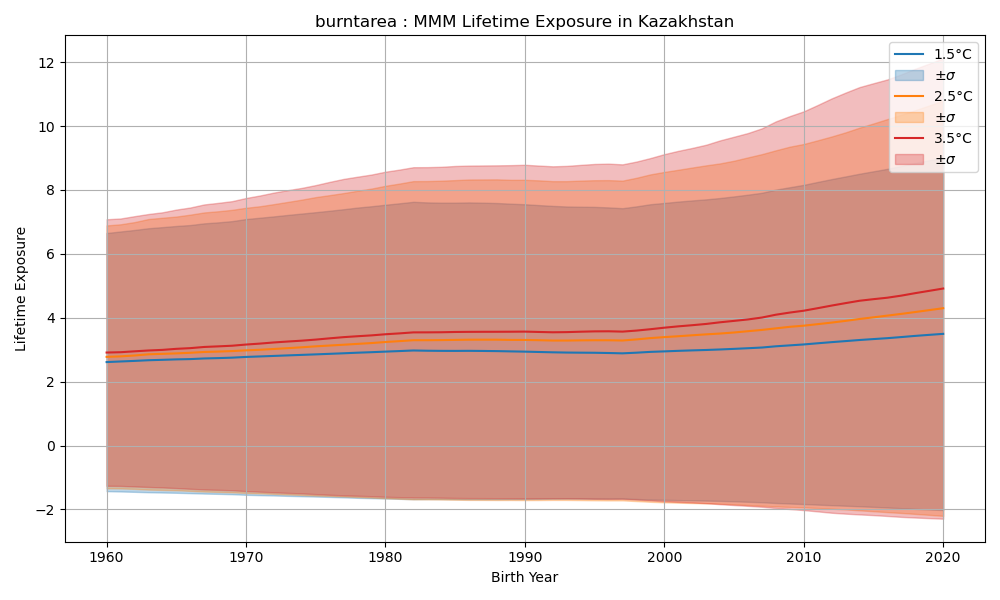 burntarea : MMM Lifetime Exposure in Kazakhstan
12
10
8
6
4
2
0
−2
Lifetime Exposure
1960
1970
1980
1990
2000
2010
2020
Birth Year
1.5°C
±σ
2.5°C
±σ
3.5°C
±σ